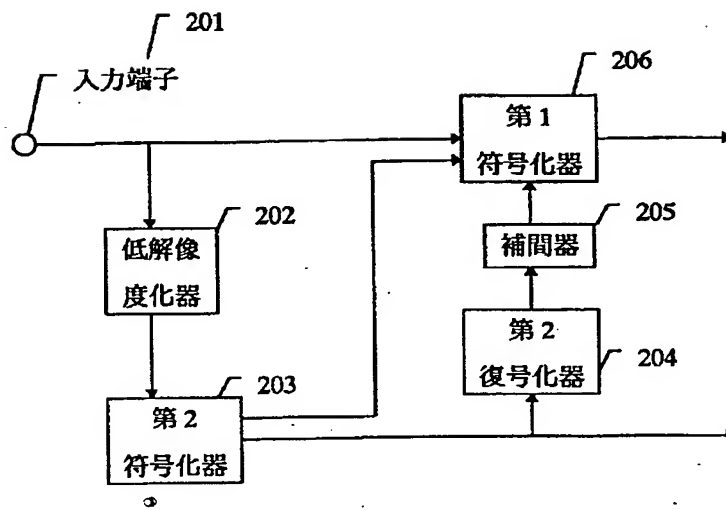 201
入力端子
206
第1
符号化器
202
低解像
度化器
205
補間器
第2
復号化器
204
203
第2
符号化器